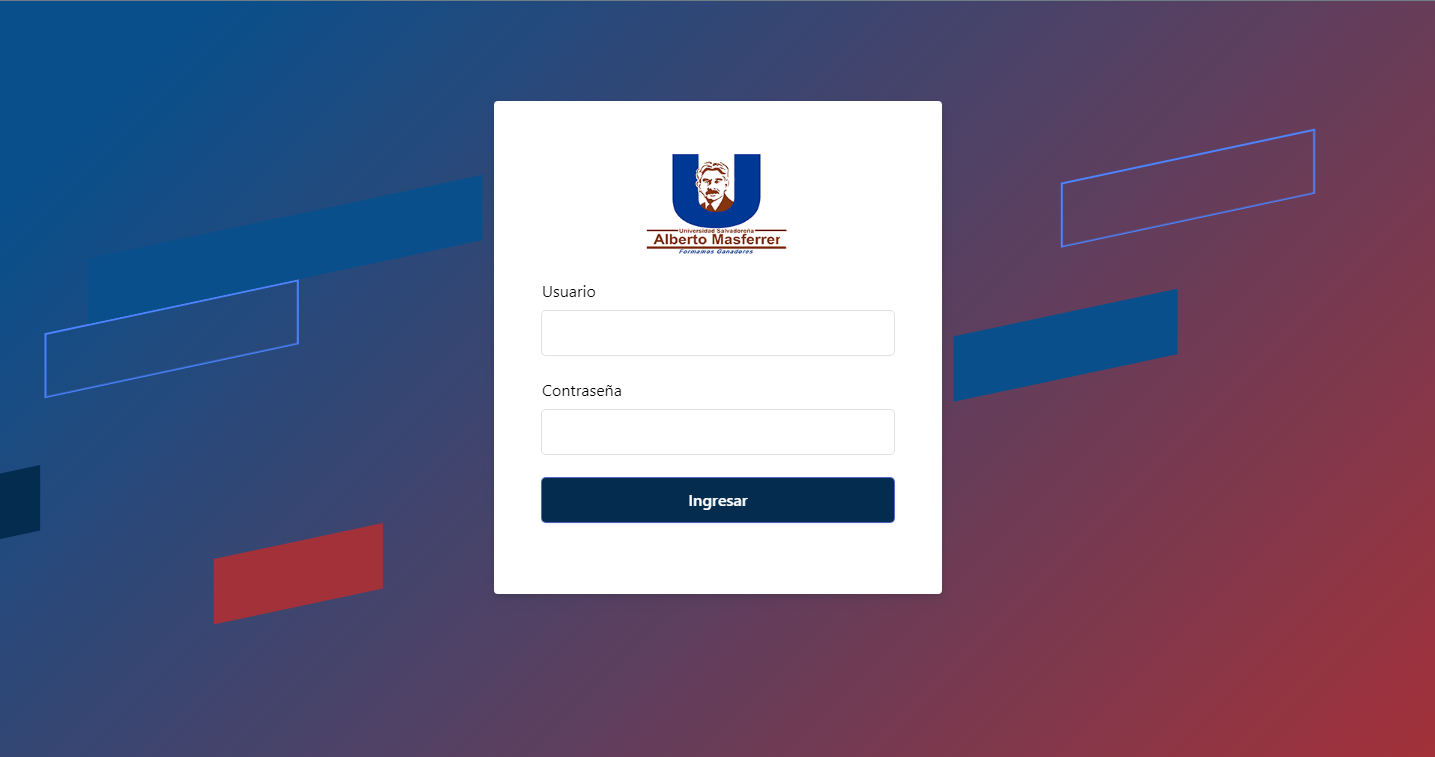 Universidad Salvadoreña
Alberto Masferrer
Formamos Ganadores
Usuario
Contraseña
Ingresar